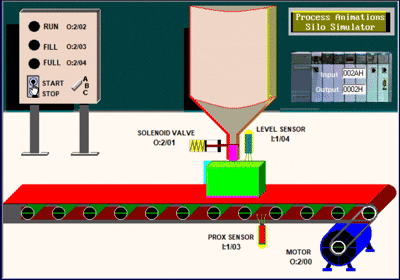 Process Animations
Silo Simulator
RUN O:2/02
FILL O:2/03
FULL O:2/04
START
STOP
A
B
C
Input 002AH
Output 0002H
SOLENOID VALVE
O:2/01
LEVEL SENSOR
I:1/04
PROX SENSOR
I:1/03
MOTOR
O:2/00